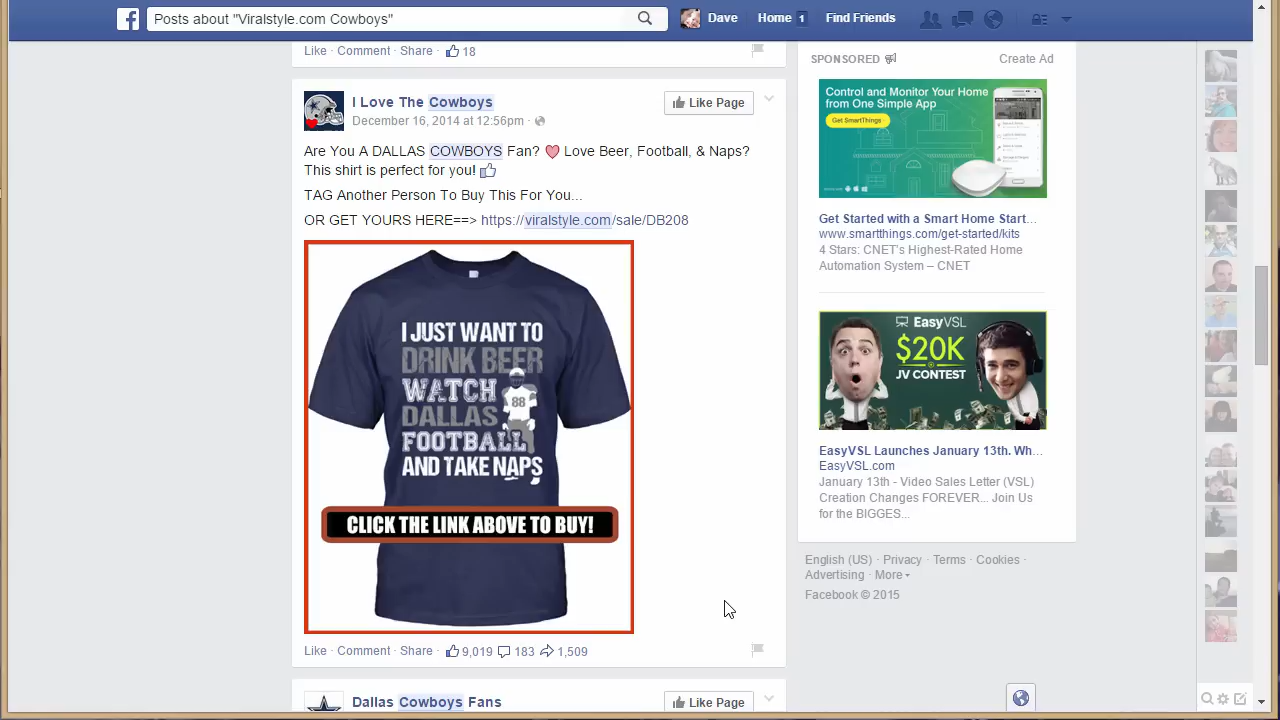 Posts about "Viralstyle.com Cowboys"
Dave
Home 1
Find Friends
Like · Comment · Share · 18
I Love The Cowboys
Like Page
December 16, 2014 at 12:56pm ·
Are You A DALLAS COWBOYS Fan? Love Beer, Football, & Naps?
This shirt is perfect for you!
TAG Another Person To Buy This For You...
OR GET YOURS HERE==> https://viralstyle.com/sale/DB208
I JUST WANT TO
DRINK BEER
WATCH
DALLAS
FOOTBALL
AND TAKE NAPS
88
CLICK THE LINK ABOVE TO BUY!
Like · Comment · Share · 9,019 183 1,509
Dallas Cowboys Fans
Like Page
SPONSORED
Create Ad
Control and Monitor Your Home
from One Simple App
Get SmartThings
Get Started with a Smart Home Start...
www.smartthings.com/get-started/kits
4 Stars: CNET's Highest-Rated Home
Automation System – CNET
EasyVSL
$20K
JV CONTEST
EasyVSL Launches January 13th. Wh...
EasyVSL.com
January 13th - Video Sales Letter (VSL)
Creation Changes FOREVER... Join Us
for the BIGGES...
English (US) · Privacy · Terms · Cookies ·
Advertising · More
Facebook © 2015